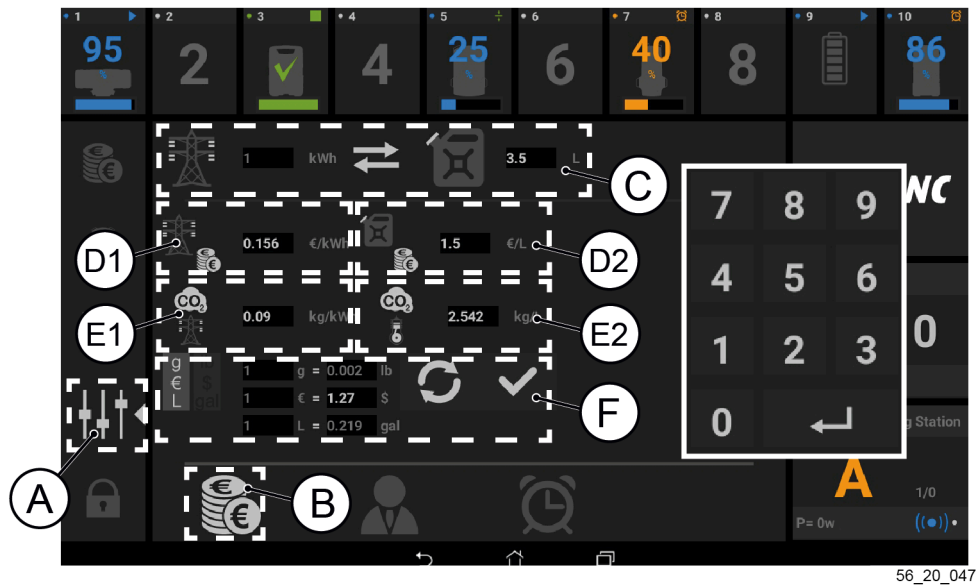 1 2 3 4 5 6 7 8 9 10
95 % 2 4 25 % 6 40 % 8 86 %
1 kWh 3.5 L
C
NC
7 8 9
D1 0.156 €/kWh 1.5 €/L D2
4 5 6
CO2 CO2
E1 0.09 kg/kW 2.542 kg/ E2
0
1 2 3
g lb 1 g = 0.002 lb
€ $ 1 € = 1.27 $
L gal 1 L = 0.219 gal
F
0
g Station
A
B
A
1/0
P= 0w
56_20_047